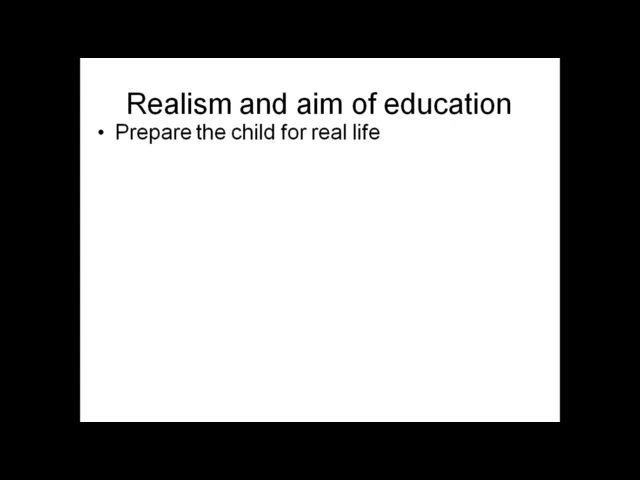 Realism and aim of education
• Prepare the child for real life